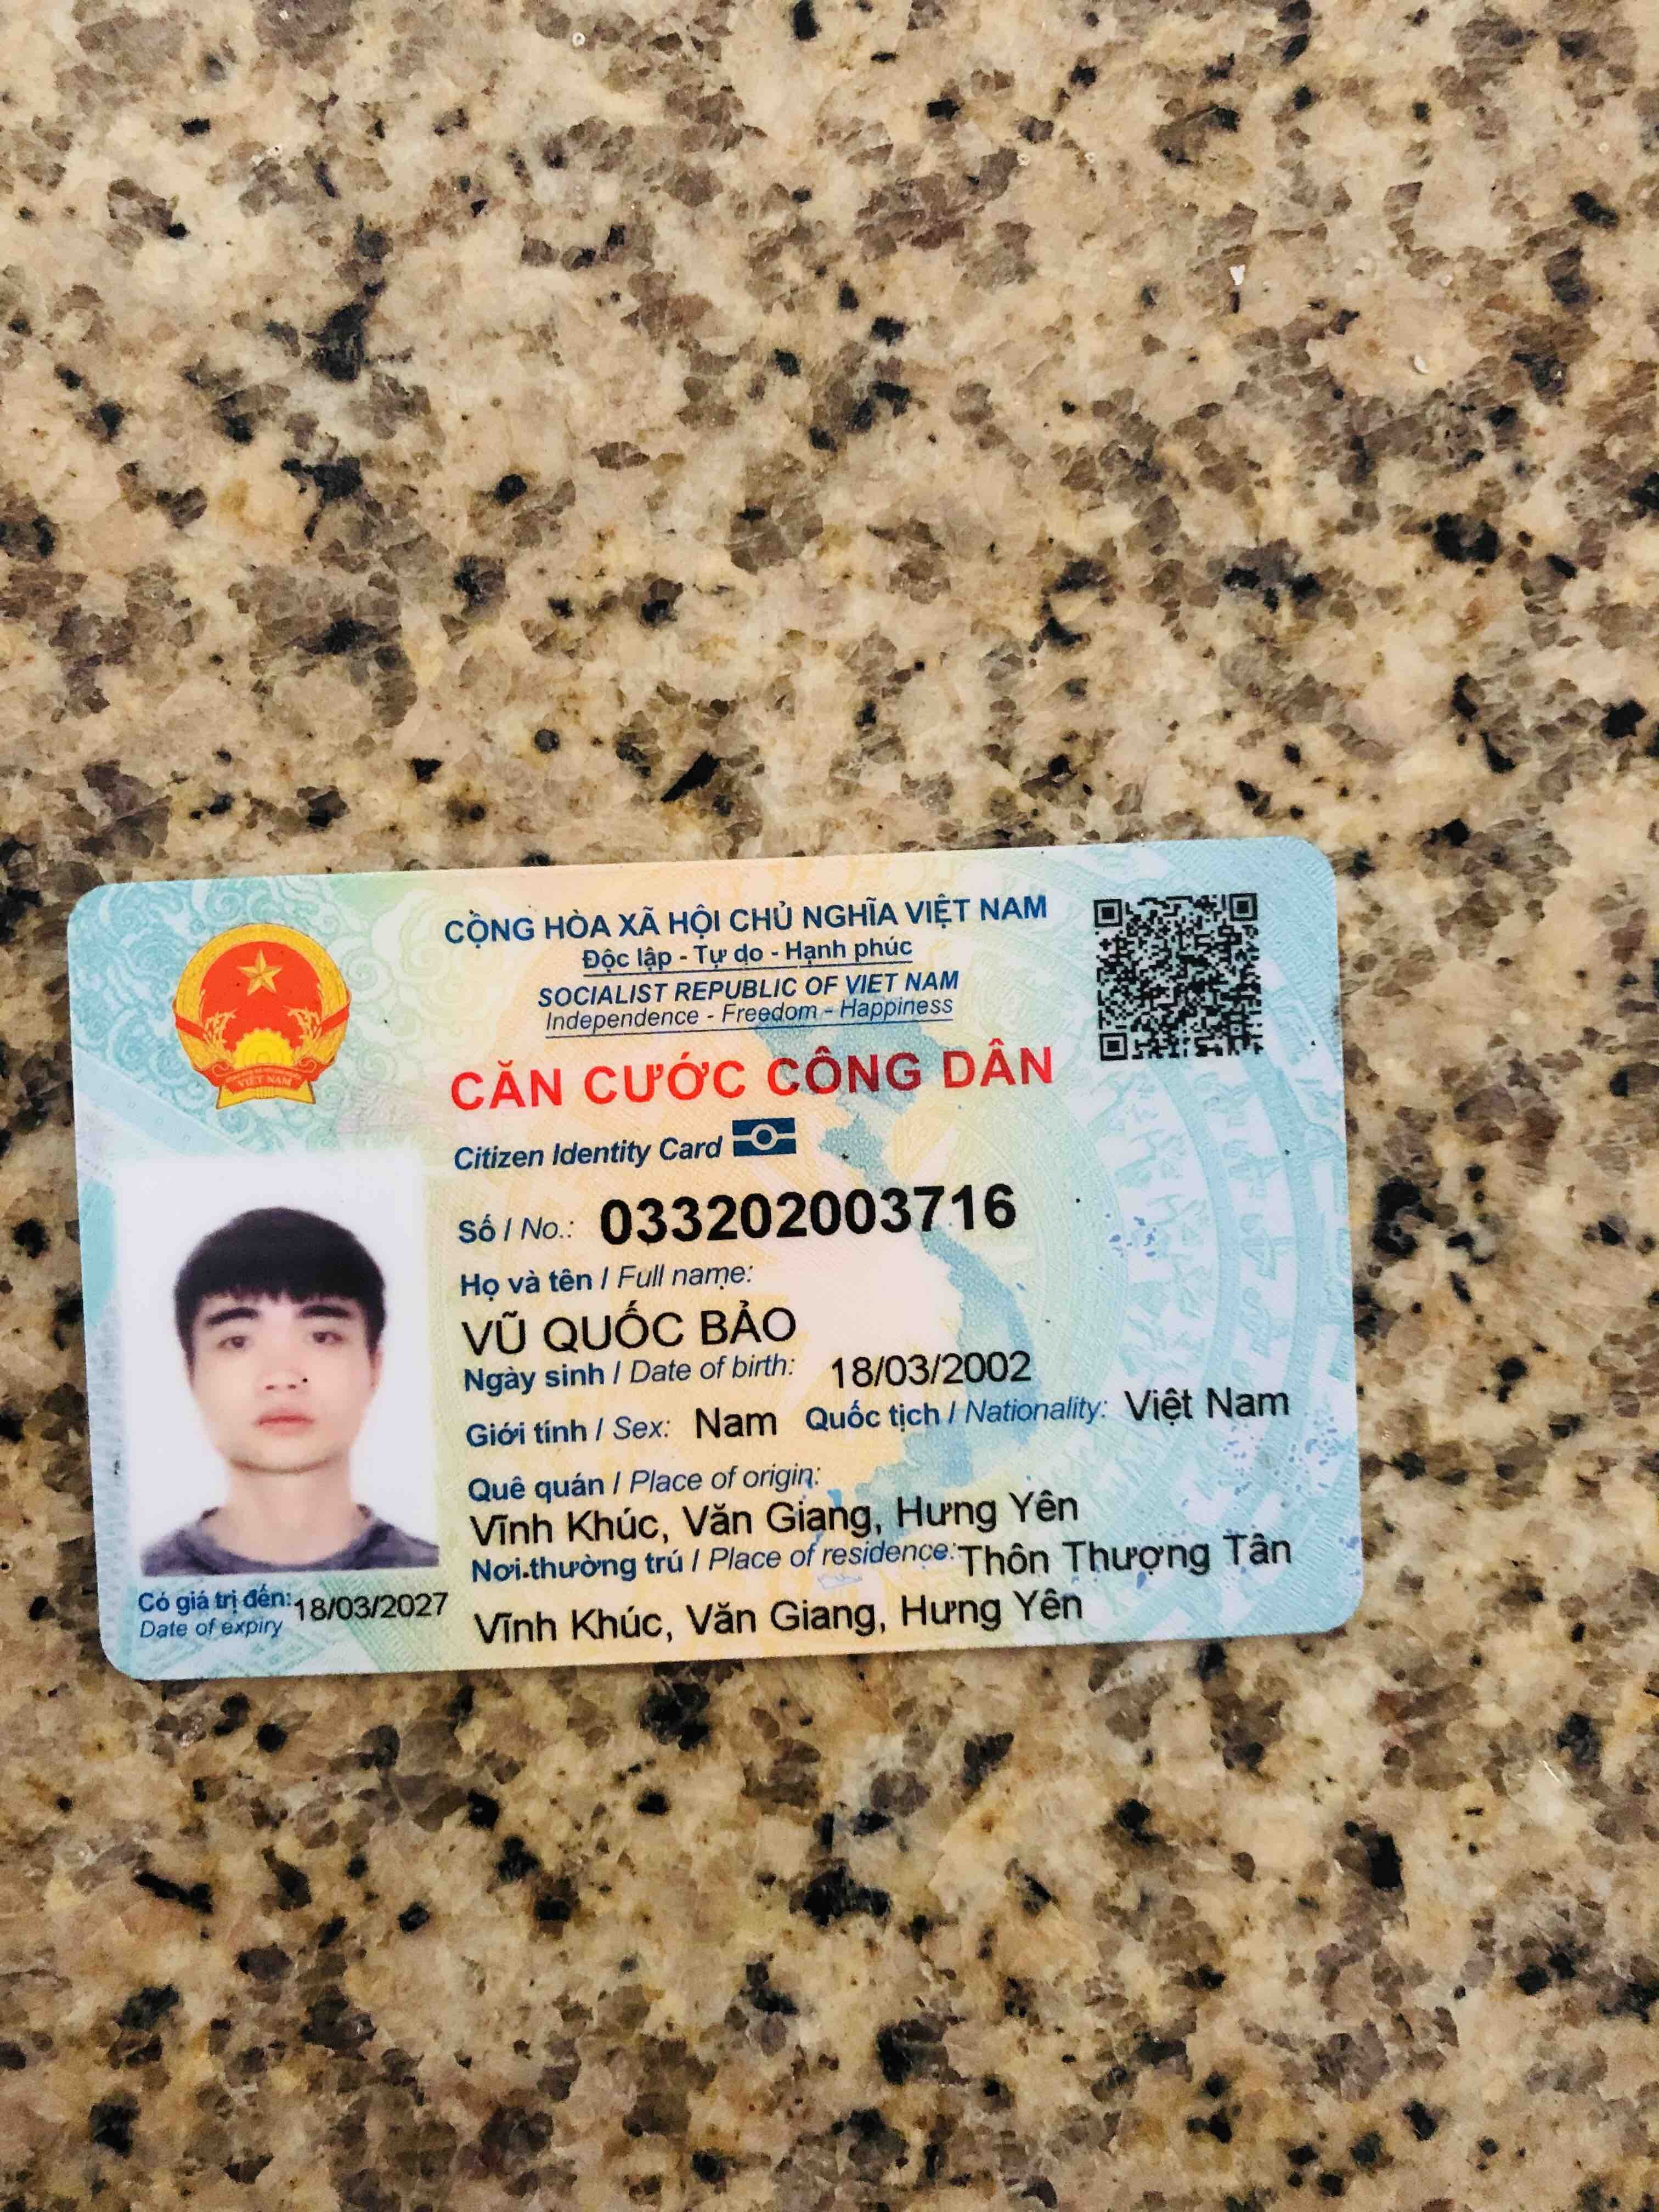 CỘNG HÒA XÃ HỘI CHỦ NGHĨA VIỆT NAM
Độc lập - Tự do - Hạnh phúc
SOCIALIST REPUBLIC OF VIET NAM
Independence - Freedom - Happiness
CĂN CƯỚC CÔNG DÂN
Citizen Identity Card
Số / No.: 033202003716
Họ và tên / Full name:
VŨ QUỐC BẢO
Ngày sinh / Date of birth: 18/03/2002
Giới tính / Sex: Nam Quốc tịch / Nationality: Việt Nam
Quê quán / Place of origin:
Vĩnh Khúc, Văn Giang, Hưng Yên
Nơi thường trú / Place of residence: Thôn Thượng Tân
Vĩnh Khúc, Văn Giang, Hưng Yên
Có giá trị đến: 18/03/2027
Date of expiry
VIỆT NAM